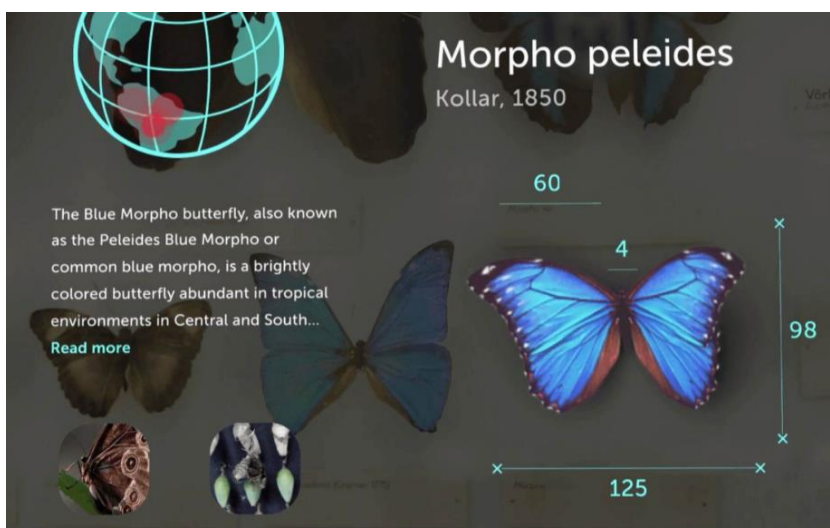 Morpho peleides
Kollar, 1850
60
4
98
125
The Blue Morpho butterfly, also known
as the Peleides Blue Morpho or
common blue morpho, is a brightly
colored butterfly abundant in tropical
environments in Central and South...
Read more